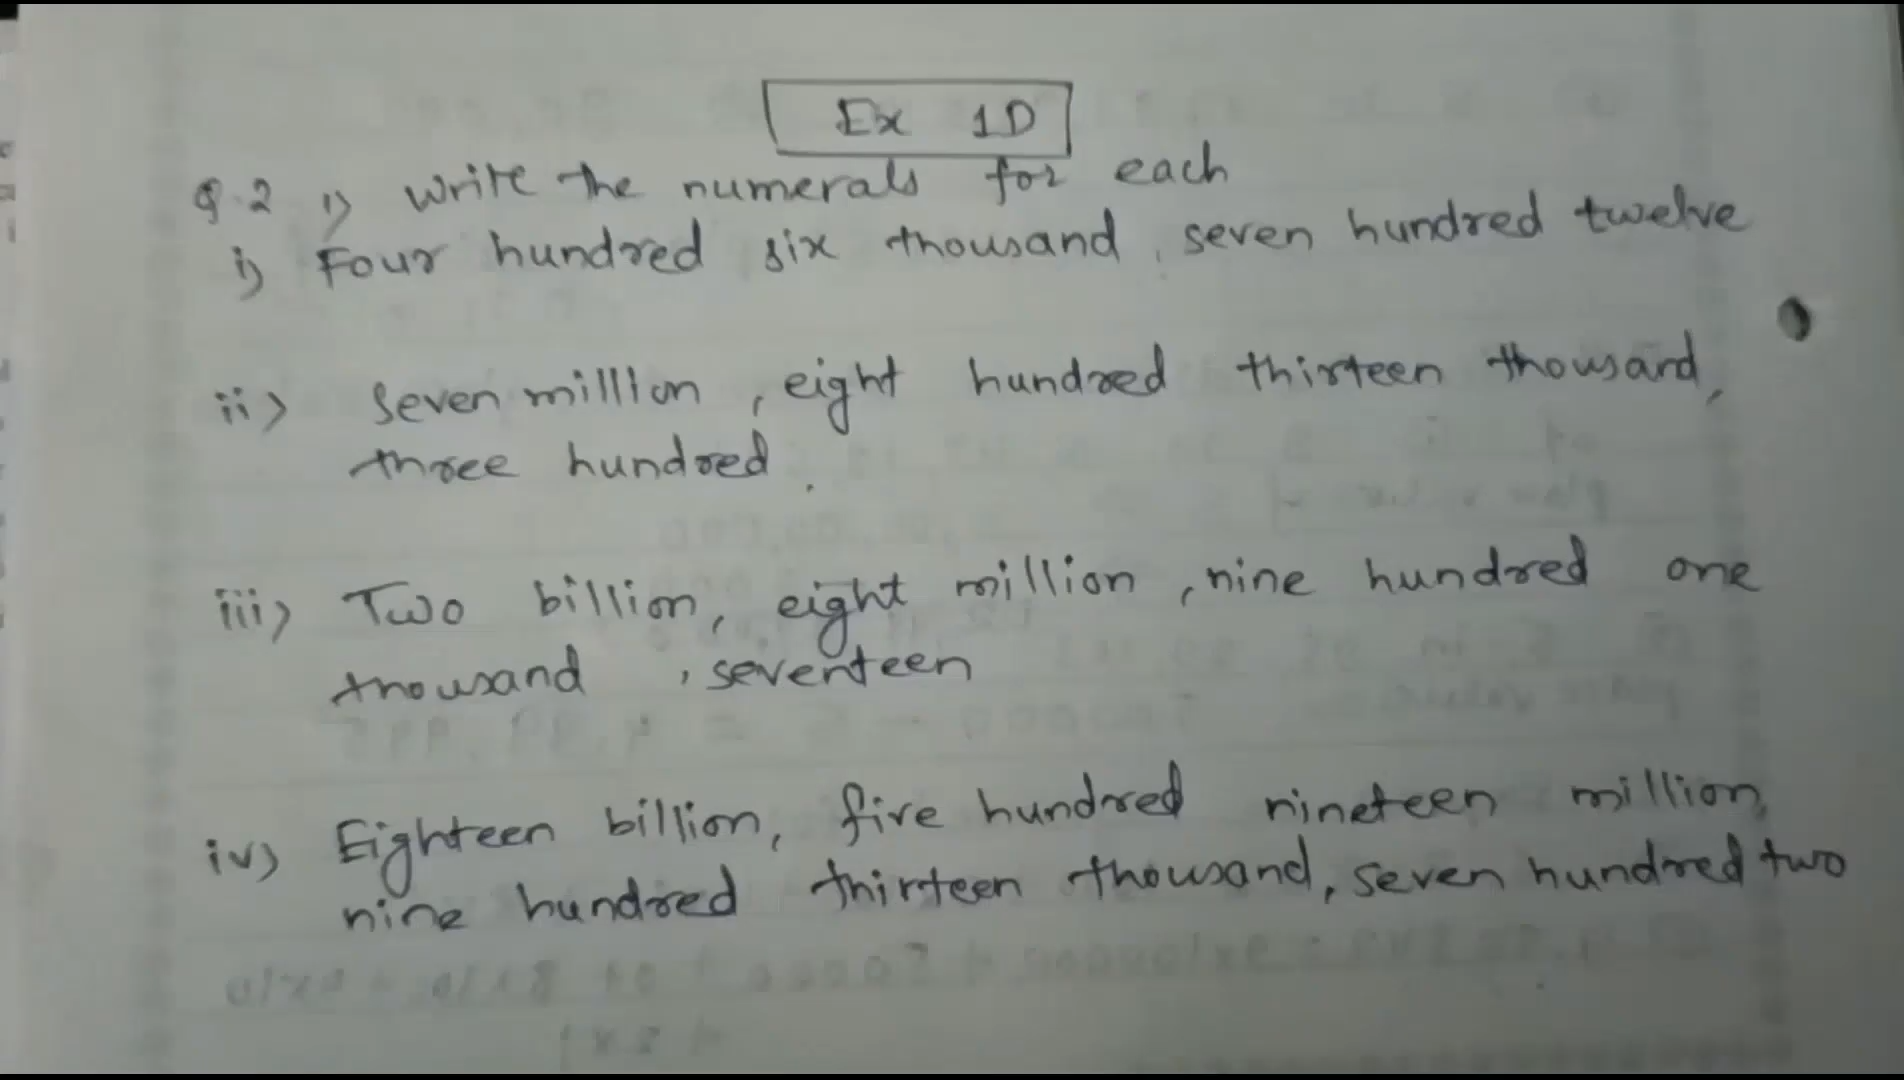 Ex 1D
Q.2 1) Write the numerals for each
i) Four hundred six thousand, seven hundred twelve
ii) Seven million, eight hundred thirteen thousand,
three hundred.
iii) Two billion, eight million, nine hundred one
thousand, seventeen
iv) Eighteen billion, five hundred nineteen million,
nine hundred thirteen thousand, seven hundred two